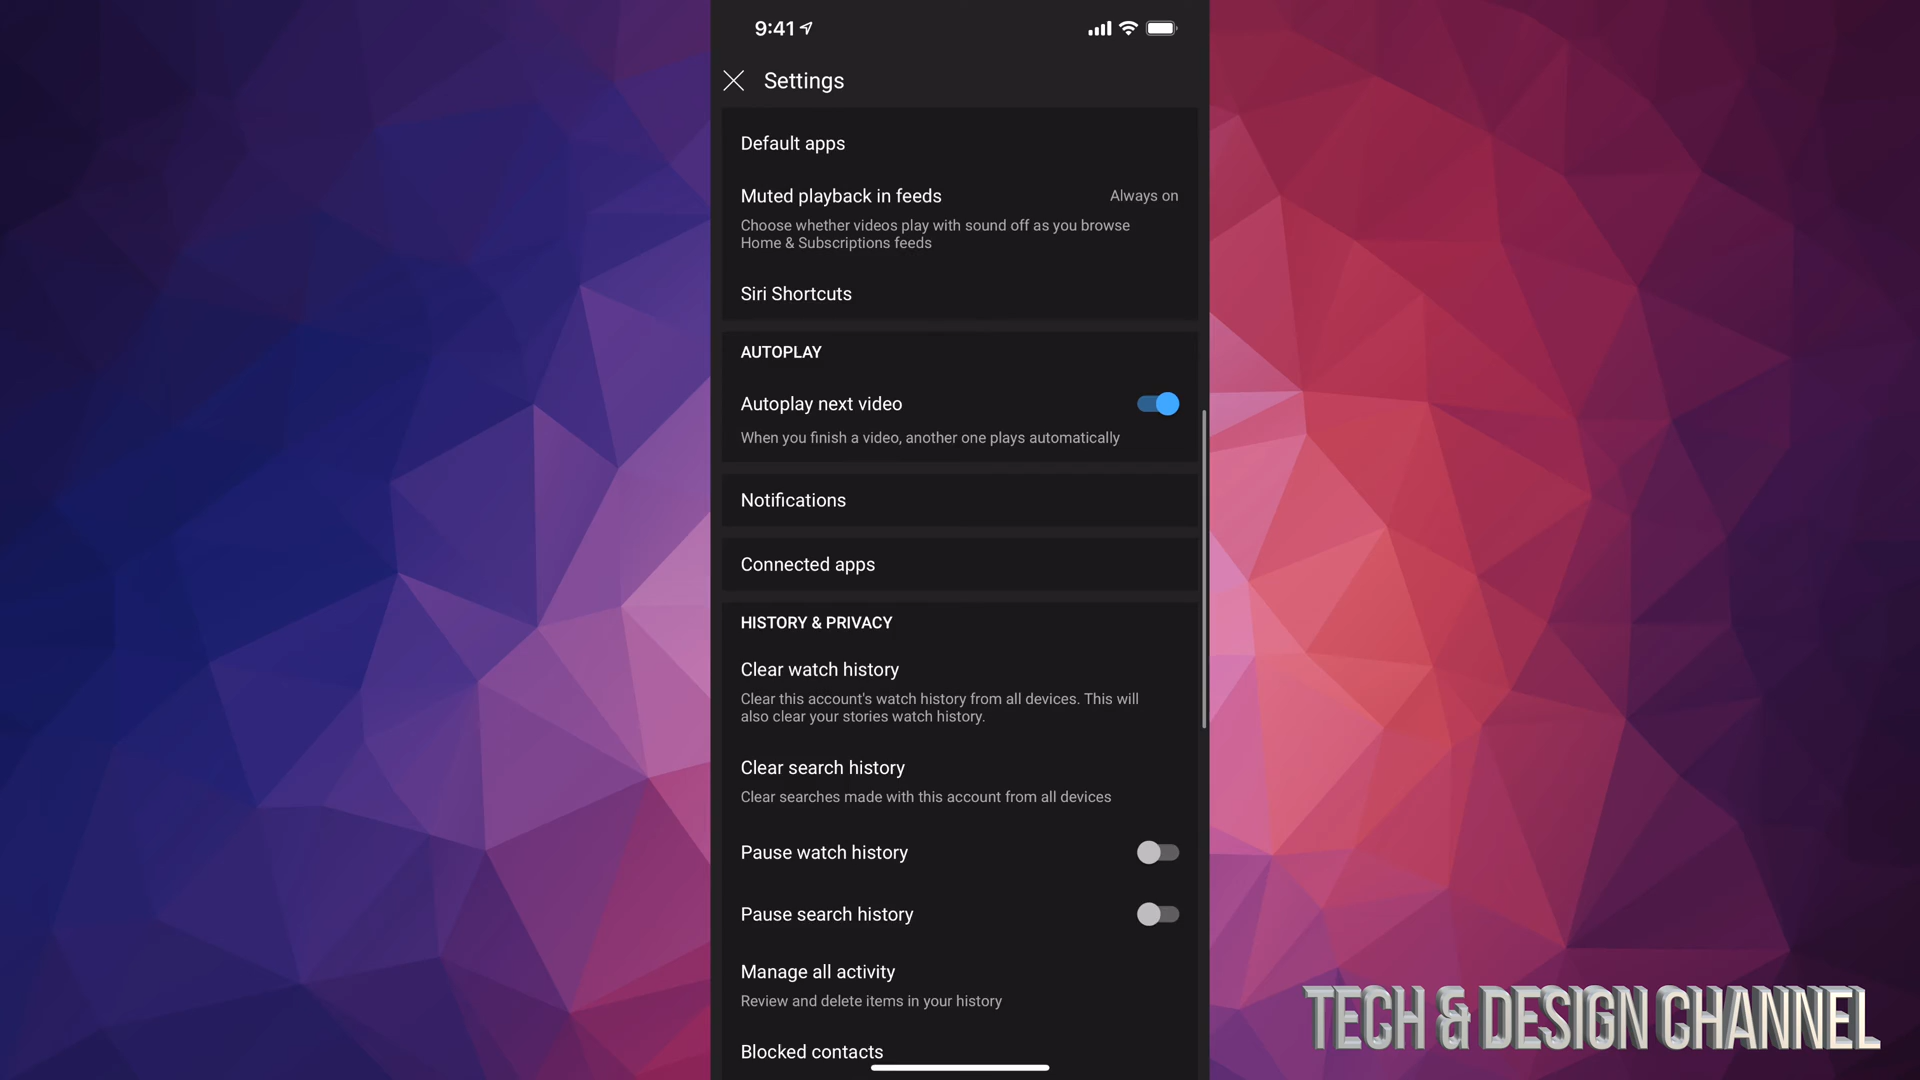 9:41
Settings
Default apps
Muted playback in feeds
Always on
Choose whether videos play with sound off as you browse
Home & Subscriptions feeds
Siri Shortcuts
AUTOPLAY
Autoplay next video
When you finish a video, another one plays automatically
Notifications
Connected apps
HISTORY & PRIVACY
Clear watch history
Clear this account's watch history from all devices. This will
also clear your stories watch history.
Clear search history
Clear searches made with this account from all devices
Pause watch history
Pause search history
Manage all activity
Review and delete items in your history
Blocked contacts
TECH & DESIGN CHANNEL